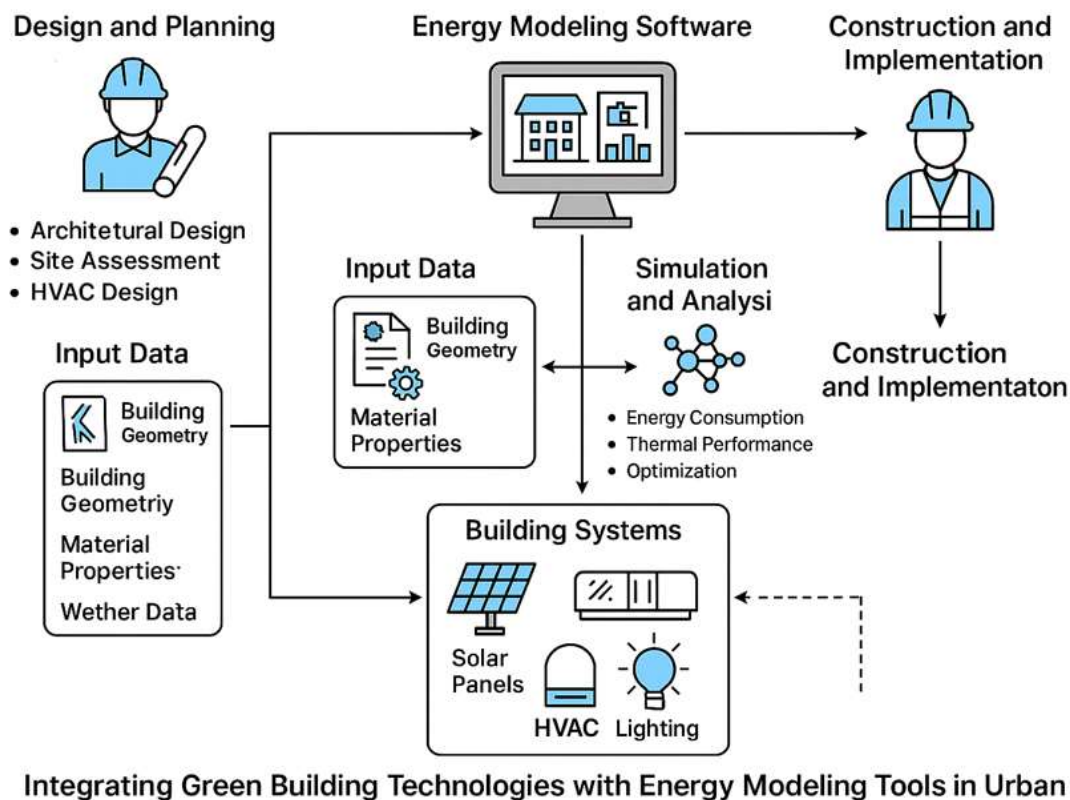 Design and Planning
• Architetural Design
• Site Assessment
• HVAC Design
Energy Modeling Software
Construction and
Implementation
Input Data
Building
Geometry
Building
Geometriy
Material
Properties·
Wether Data
Input Data
Building
Geometry
Material
Properties
Simulation
and Analysi
• Energy Consumption
• Thermal Performance
• Optimization
Construction
and Implementaton
Building Systems
Solar
Panels
HVAC
Lighting
Integrating Green Building Technologies with Energy Modeling Tools in Urban